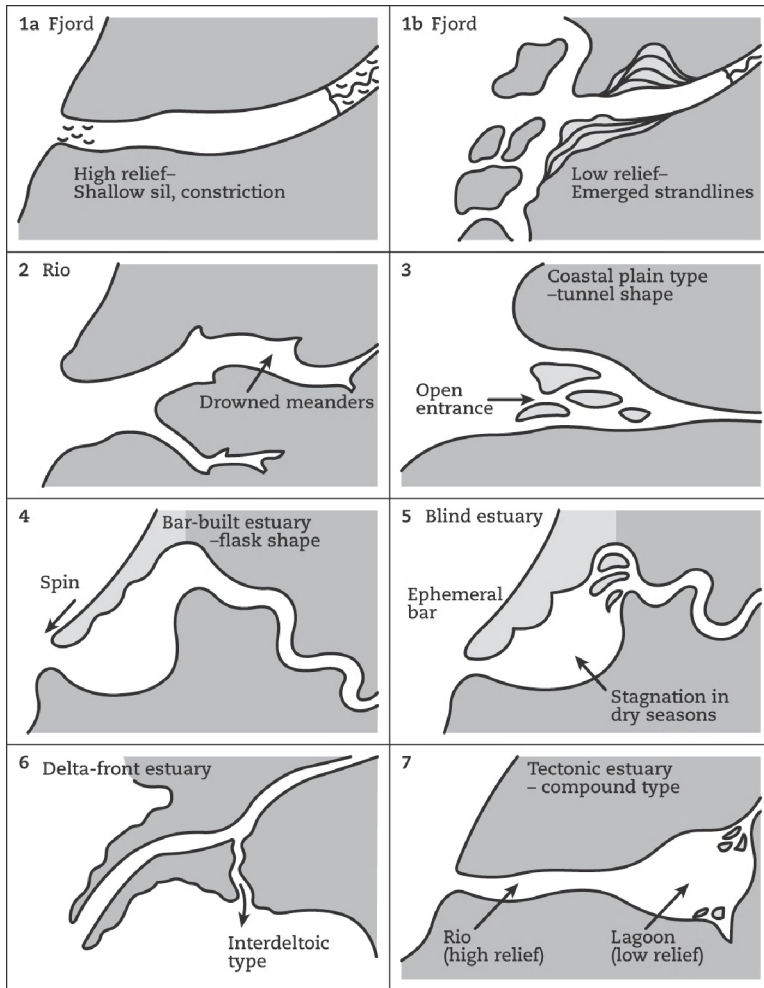 1a Fjord
High relief–
Shallow sil, constriction
1b Fjord
Low relief–
Emerged strandlines
2 Rio
Drowned meanders
3
Coastal plain type
–tunnel shape
Open
entrance
4
Bar-built estuary
–flask shape
Spin
5 Blind estuary
Ephemeral
bar
Stagnation in
dry seasons
6 Delta-front estuary
Interdeltoic
type
7
Tectonic estuary
– compound type
Rio
(high relief)
Lagoon
(low relief)